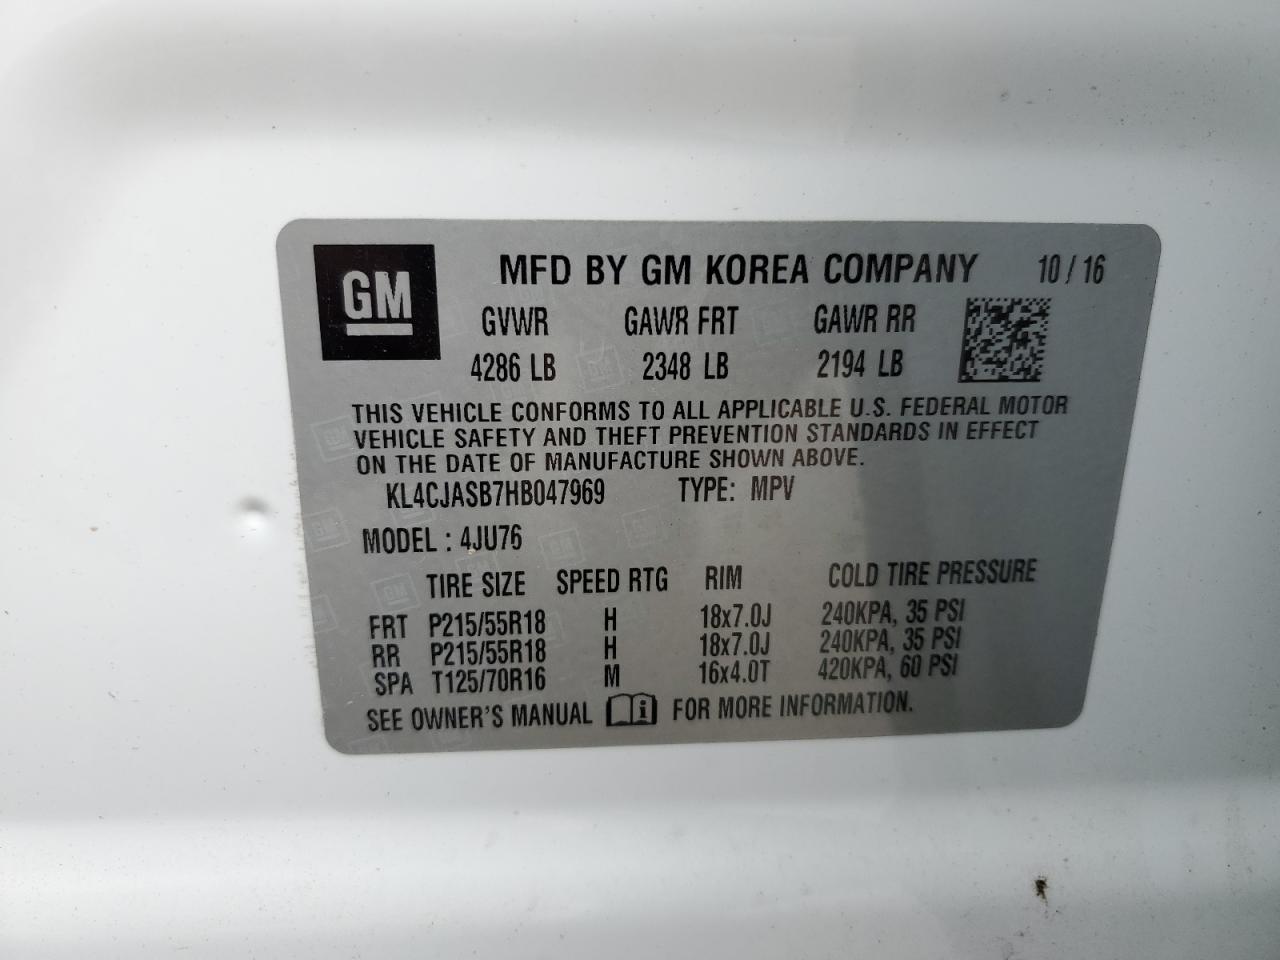 GM
MFD BY GM KOREA COMPANY 10 / 16
GVWR GAWR FRT GAWR RR
4286 LB 2348 LB 2194 LB
THIS VEHICLE CONFORMS TO ALL APPLICABLE U.S. FEDERAL MOTOR
VEHICLE SAFETY AND THEFT PREVENTION STANDARDS IN EFFECT
ON THE DATE OF MANUFACTURE SHOWN ABOVE.
KL4CJASB7HB047969 TYPE: MPV
MODEL : 4JU76
TIRE SIZE SPEED RTG RIM COLD TIRE PRESSURE
FRT P215/55R18 H 18x7.0J 240KPA, 35 PSI
RR P215/55R18 H 18x7.0J 240KPA, 35 PSI
SPA T125/70R16 M 16x4.0T 420KPA, 60 PSI
SEE OWNER'S MANUAL FOR MORE INFORMATION.